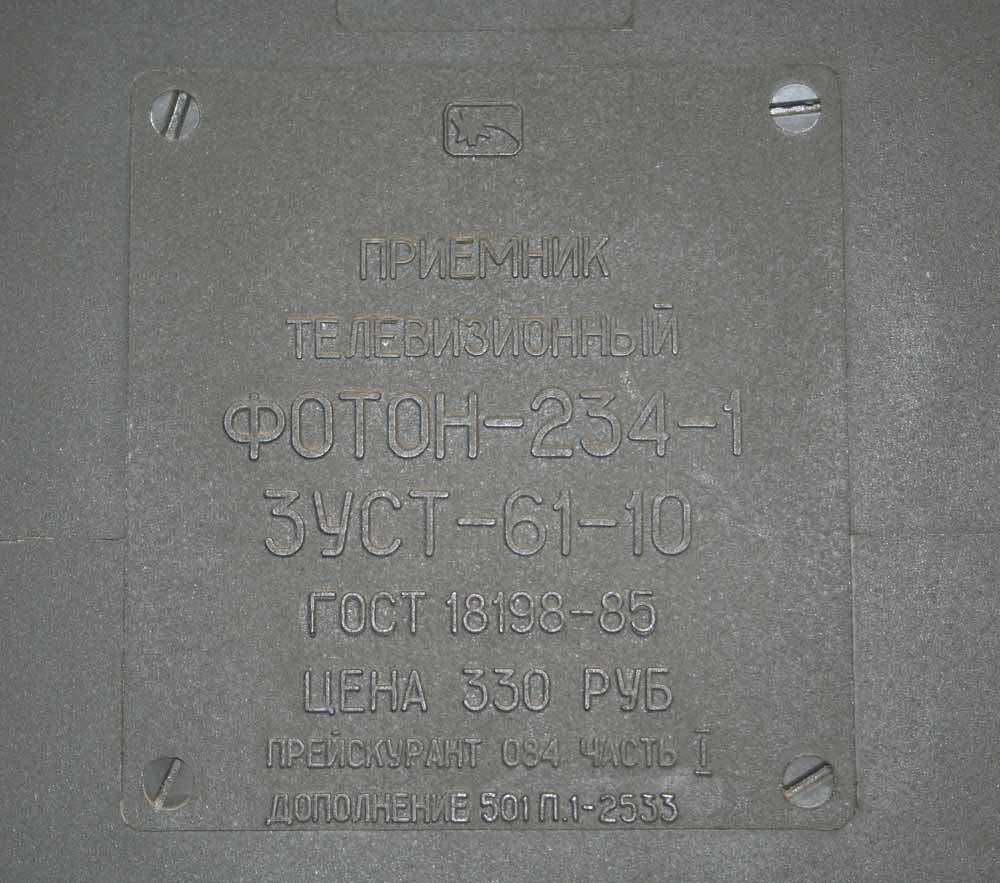 ПРИЕМНИК
ТЕЛЕВИЗИОННЫЙ
ФОТОН-234-1
3УСТ-61-10
ГОСТ 18198-85
ЦЕНА 330 РУБ
ПРЕЙСКУРАНТ 084 ЧАСТЬ I
ДОПОЛНЕНИЕ 501 П.1-2533